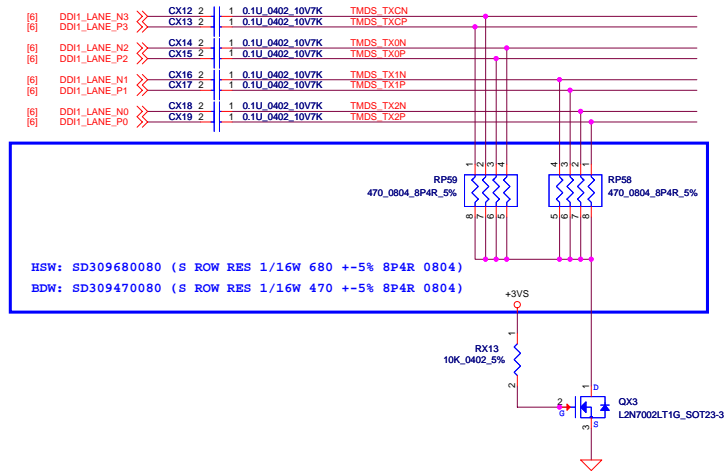 [6] DDI1_LANE_N3 CX12 2 1 0.1U_0402_10V7K TMDS_TXCN
[6] DDI1_LANE_P3 CX13 2 1 0.1U_0402_10V7K TMDS_TXCP
[6] DDI1_LANE_N2 CX14 2 1 0.1U_0402_10V7K TMDS_TX0N
[6] DDI1_LANE_P2 CX15 2 1 0.1U_0402_10V7K TMDS_TX0P
[6] DDI1_LANE_N1 CX16 2 1 0.1U_0402_10V7K TMDS_TX1N
[6] DDI1_LANE_P1 CX17 2 1 0.1U_0402_10V7K TMDS_TX1P
[6] DDI1_LANE_N0 CX18 2 1 0.1U_0402_10V7K TMDS_TX2N
[6] DDI1_LANE_P0 CX19 2 1 0.1U_0402_10V7K TMDS_TX2P
1 2 3 4 4 3 2 1
RP59 RP58
470_0804_8P4R_5% 470_0804_8P4R_5%
8 7 6 5 5 6 7 8
HSW: SD309680080 (S ROW RES 1/16W 680 +-5% 8P4R 0804)
BDW: SD309470080 (S ROW RES 1/16W 470 +-5% 8P4R 0804)
+3VS
1
RX13
10K_0402_5%
2
1 D
2 QX3
G L2N7002LT1G_SOT23-3
3 S